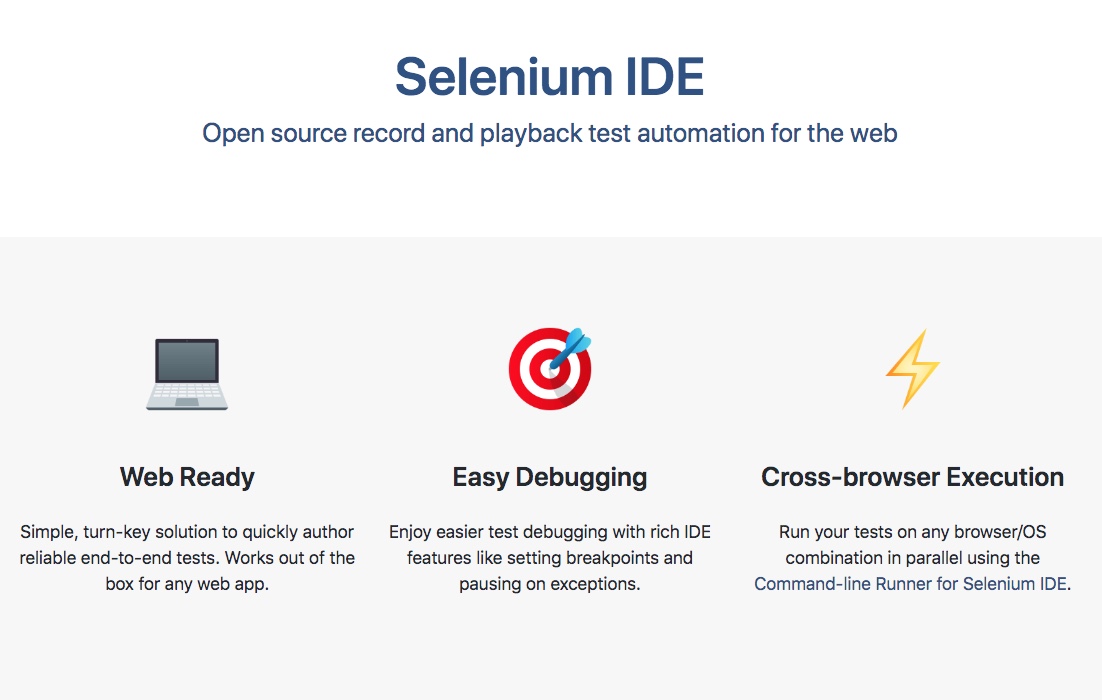 Selenium IDE
Open source record and playback test automation for the web
Web Ready
Simple, turn-key solution to quickly author
reliable end-to-end tests. Works out of the
box for any web app.
Easy Debugging
Enjoy easier test debugging with rich IDE
features like setting breakpoints and
pausing on exceptions.
Cross-browser Execution
Run your tests on any browser/OS
combination in parallel using the
Command-line Runner for Selenium IDE.